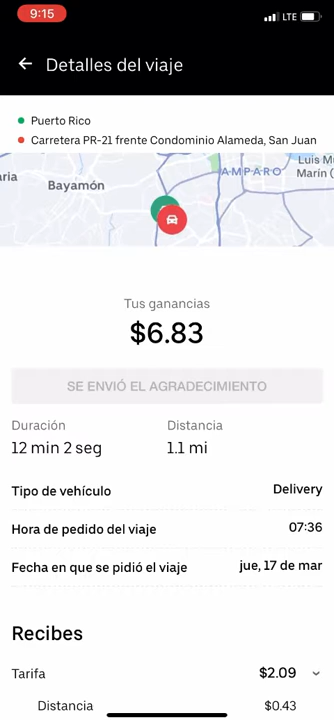 9:15
LTE
Detalles del viaje
Puerto Rico
Carretera PR-21 frente Condominio Alameda, San Juan
Luis M
ria
AMPARO
Marín (
Bayamón
Tus ganancias
$6.83
SE ENVIÓ EL AGRADECIMIENTO
Duración
Distancia
12 min 2 seg
1.1 mi
Tipo de vehículo
Delivery
Hora de pedido del viaje
07:36
Fecha en que se pidió el viaje
jue, 17 de mar
Recibes
Tarifa
$2.09
Distancia
$0.43